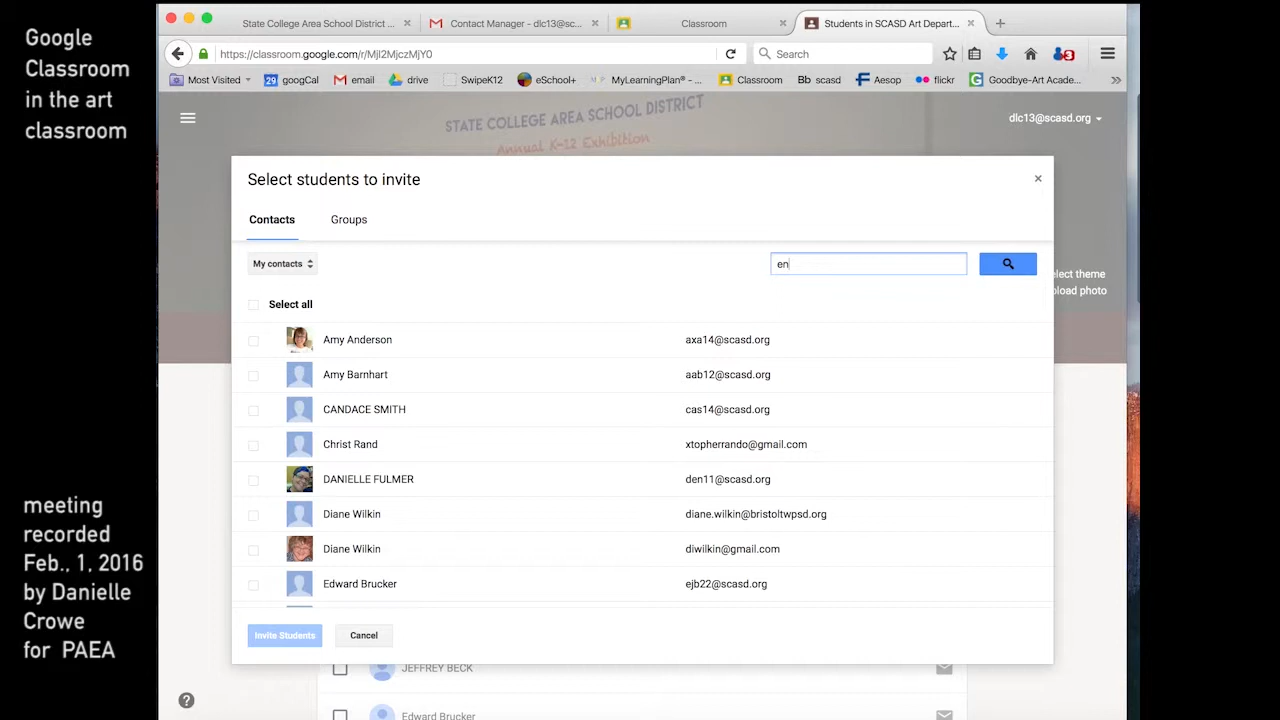 Google
Classroom
in the art
classroom
meeting
recorded
Feb., 1, 2016
by Danielle
Crowe
for PAEA
State College Area School District ...
Contact Manager - dlc13@sc...
Classroom
Students in SCASD Art Depart...
https://classroom.google.com/r/MjI2MjczMjY0
Search
3
Most Visited
29 googCal
email
drive
SwipeK12
eSchool+
MyLearningPlan® - ...
Classroom
Bb scasd
Aesop
flickr
Goodbye-Art Acade...
STATE COLLEGE AREA SCHOOL DISTRICT
Annual K-12 Exhibition
dlc13@scasd.org
Select students to invite
Contacts
Groups
My contacts
en
elect theme
pload photo
Select all
Amy Anderson axa14@scasd.org
Amy Barnhart aab12@scasd.org
CANDACE SMITH cas14@scasd.org
Christ Rand xtopherrando@gmail.com
DANIELLE FULMER den11@scasd.org
Diane Wilkin diane.wilkin@bristoltwpsd.org
Diane Wilkin diwilkin@gmail.com
Edward Brucker ejb22@scasd.org
Invite Students
Cancel
JEFFREY BECK
Edward Brucker